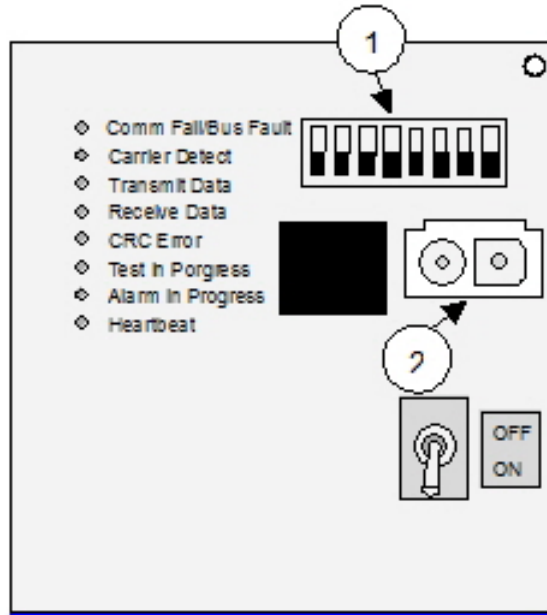 1
Comm Fail/Bus Fault
Carrier Detect
Transmit Data
Receive Data
CRC Error
Test in Porgress
Alarm in Progress
Heartbeat
2
OFF
ON